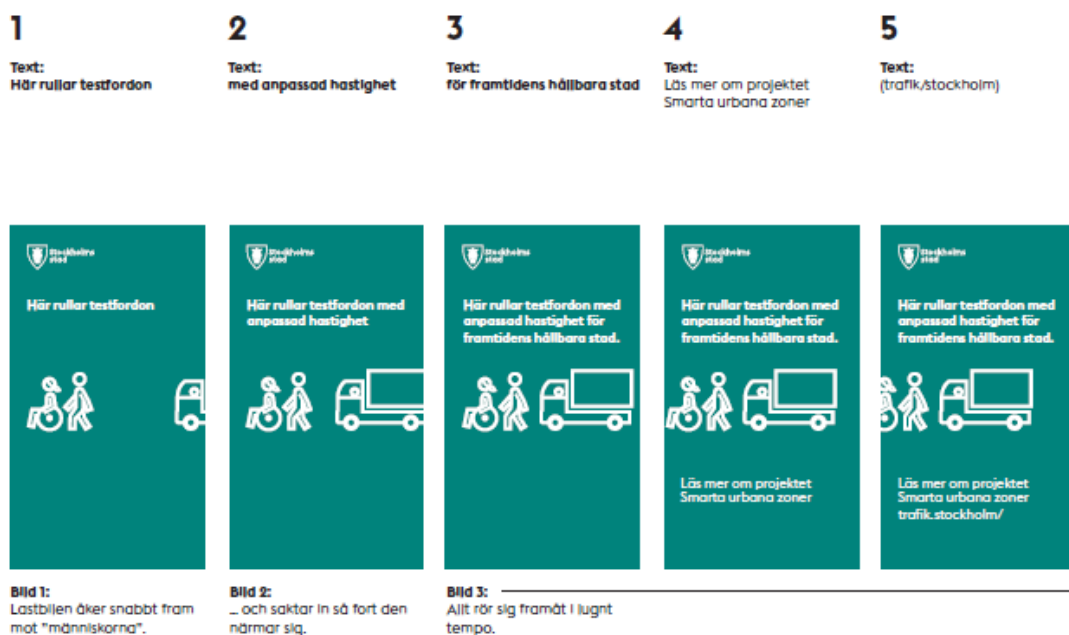 1
Text:
Här rullar testfordon
2
Text:
med anpassad hastighet
3
Text:
för framtidens hållbara stad
4
Text:
Läs mer om projektet
Smarta urbana zoner
5
Text:
(trafik/stockholm)
Stockholms
stad
Här rullar testfordon
Stockholms
stad
Här rullar testfordon med
anpassad hastighet
Stockholms
stad
Här rullar testfordon med
anpassad hastighet för
framtidens hållbara stad.
Stockholms
stad
Här rullar testfordon med
anpassad hastighet för
framtidens hållbara stad.
Läs mer om projektet
Smarta urbana zoner
Stockholms
stad
Här rullar testfordon med
anpassad hastighet för
framtidens hållbara stad.
Läs mer om projektet
Smarta urbana zoner
trafik.stockholm/
Bild 1:
Lastbilen åker snabbt fram
mot "människorna".
Bild 2:
... och saktar in så fort den
närmar sig.
Bild 3:
Allt rör sig framåt i lugnt
tempo.